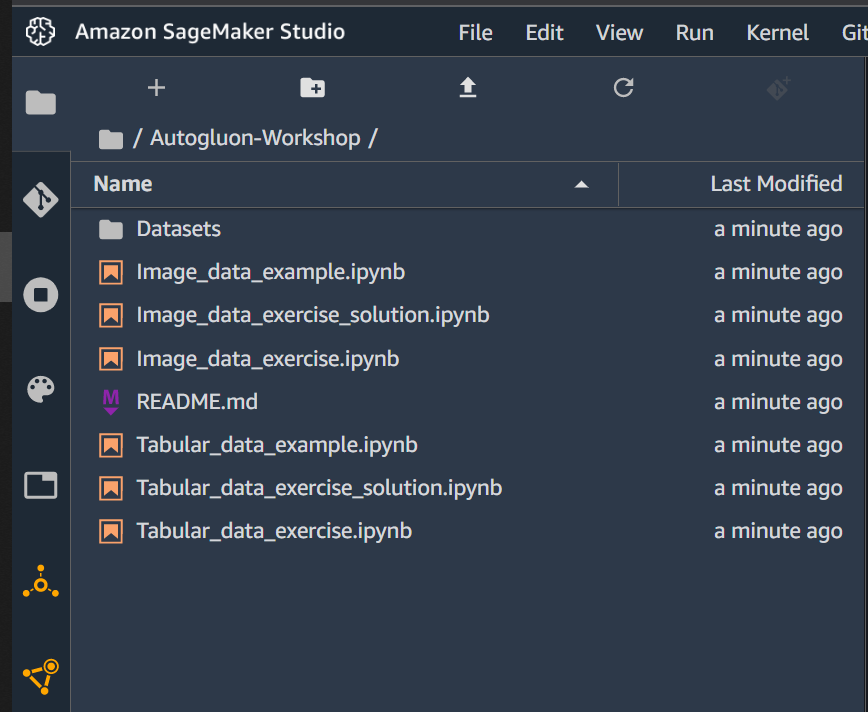 Amazon SageMaker Studio File Edit View Run Kernel Git
/ Autogluon-Workshop /
Name Last Modified
Datasets a minute ago
Image_data_example.ipynb a minute ago
Image_data_exercise_solution.ipynb a minute ago
Image_data_exercise.ipynb a minute ago
M README.md a minute ago
Tabular_data_example.ipynb a minute ago
Tabular_data_exercise_solution.ipynb a minute ago
Tabular_data_exercise.ipynb a minute ago